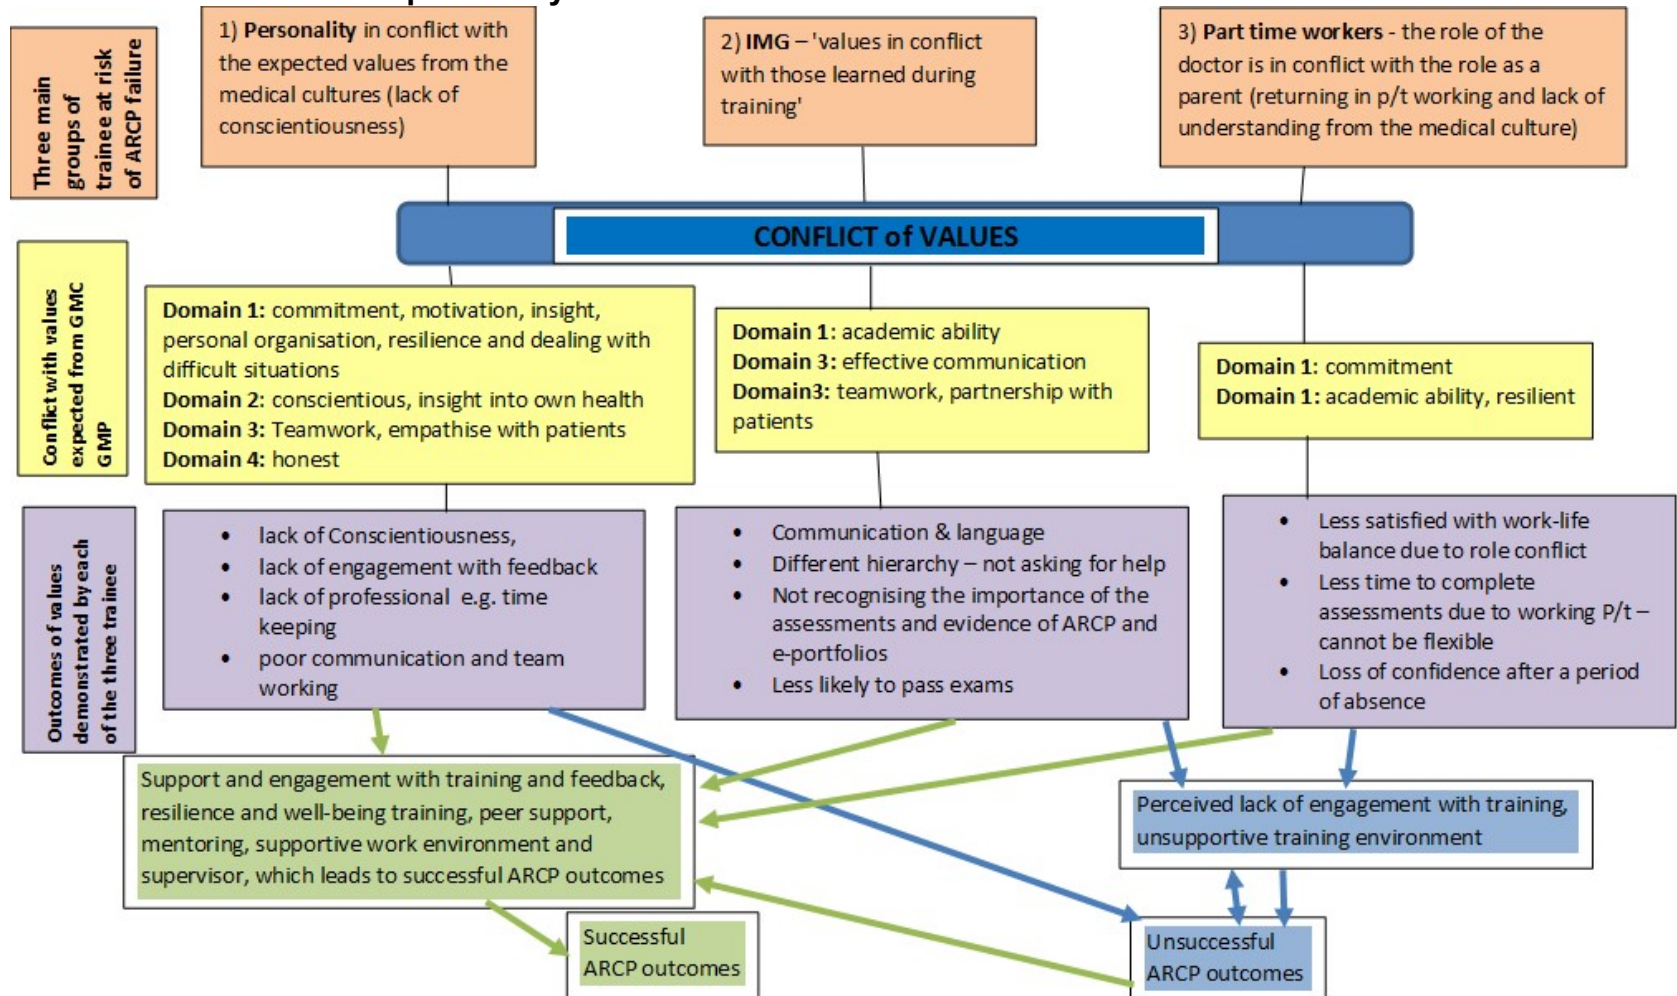 Three main
groups of
trainee at risk
of ARCP failure
1) Personality in conflict with
the expected values from the
medical cultures (lack of
conscientiousness)
2) IMG – 'values in conflict
with those learned during
training'
3) Part time workers - the role of the
doctor is in conflict with the role as a
parent (returning in p/t working and lack of
understanding from the medical culture)
CONFLICT of VALUES
Conflict with values
expected from GMC
GMP
Domain 1: commitment, motivation, insight,
personal organisation, resilience and dealing with
difficult situations
Domain 2: conscientious, insight into own health
Domain 3: Teamwork, empathise with patients
Domain 4: honest
Domain 1: academic ability
Domain 3: effective communication
Domain3: teamwork, partnership with
patients
Domain 1: commitment
Domain 1: academic ability, resilient
Outcomes of values
demonstrated by each
of the three trainee
• lack of Conscientiousness,
• lack of engagement with feedback
• lack of professional e.g. time
keeping
• poor communication and team
working
• Communication & language
• Different hierarchy – not asking for help
• Not recognising the importance of the
assessments and evidence of ARCP and
e-portfolios
• Less likely to pass exams
• Less satisfied with work-life
balance due to role conflict
• Less time to complete
assessments due to working P/t –
cannot be flexible
• Loss of confidence after a period
of absence
Support and engagement with training and feedback,
resilience and well-being training, peer support,
mentoring, supportive work environment and
supervisor, which leads to successful ARCP outcomes
Perceived lack of engagement with training,
unsupportive training environment
Successful
ARCP outcomes
Unsuccessful
ARCP outcomes